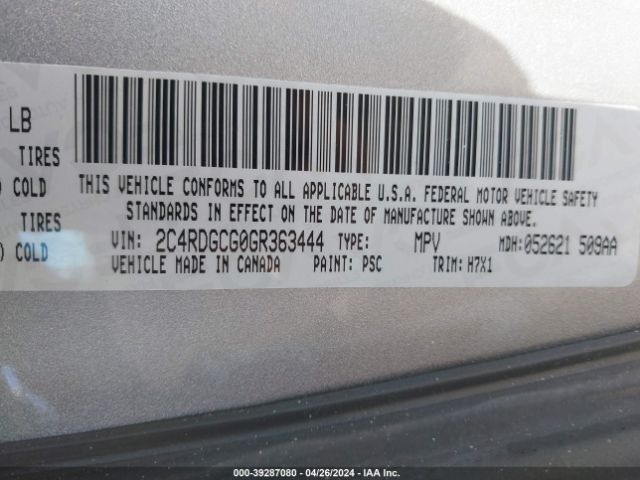 LB
TIRES
) COLD
TIRES
) COLD
THIS VEHICLE CONFORMS TO ALL APPLICABLE U.S.A. FEDERAL MOTOR VEHICLE SAFETY
STANDARDS IN EFFECT ON THE DATE OF MANUFACTURE SHOWN ABOVE.
VIN: 2C4RDGCG0GR363444 TYPE: MPV MDH: 052621 509AA
VEHICLE MADE IN CANADA PAINT: PSC TRIM: H7X1
000-39287080 - 04/26/2024 - IAA Inc.